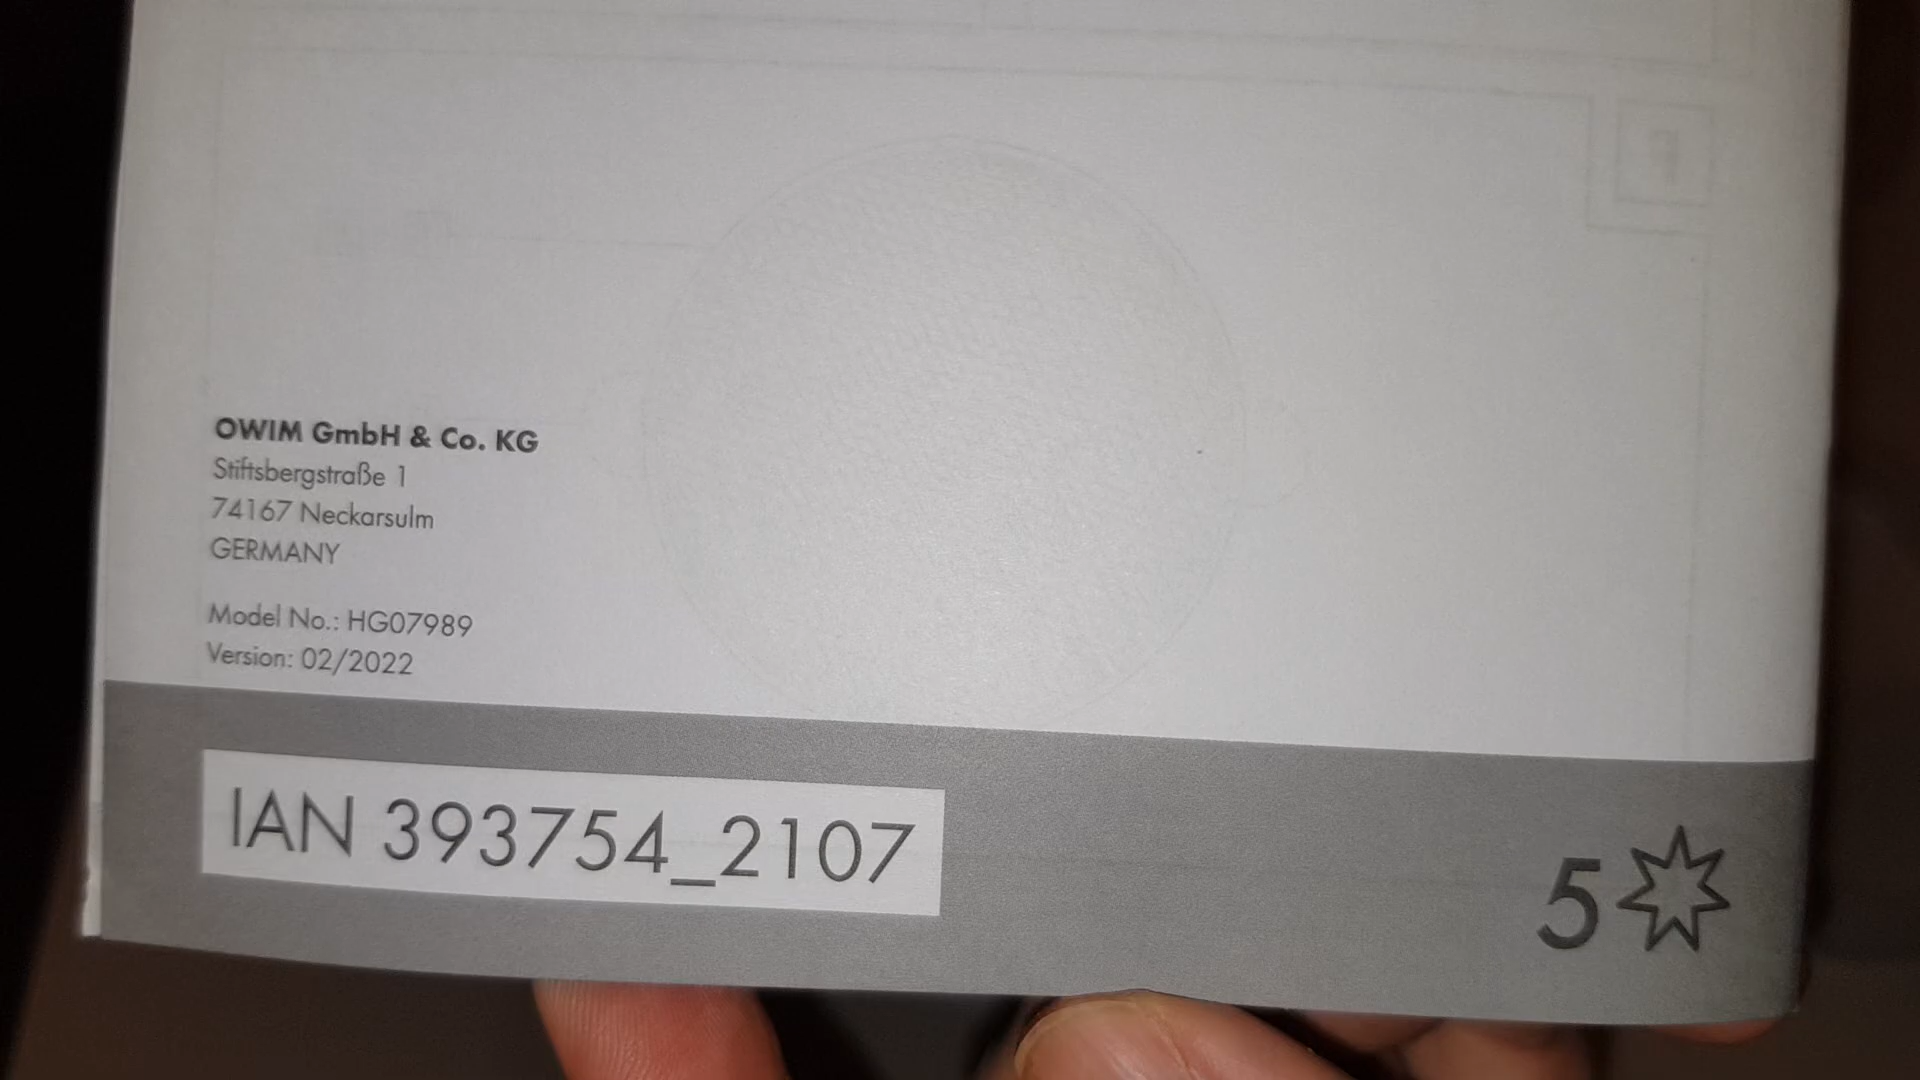 OWIM GmbH & Co. KG
Stiftsbergstraße 1
74167 Neckarsulm
GERMANY
Model No.: HG07989
Version: 02/2022
IAN 393754_2107
5